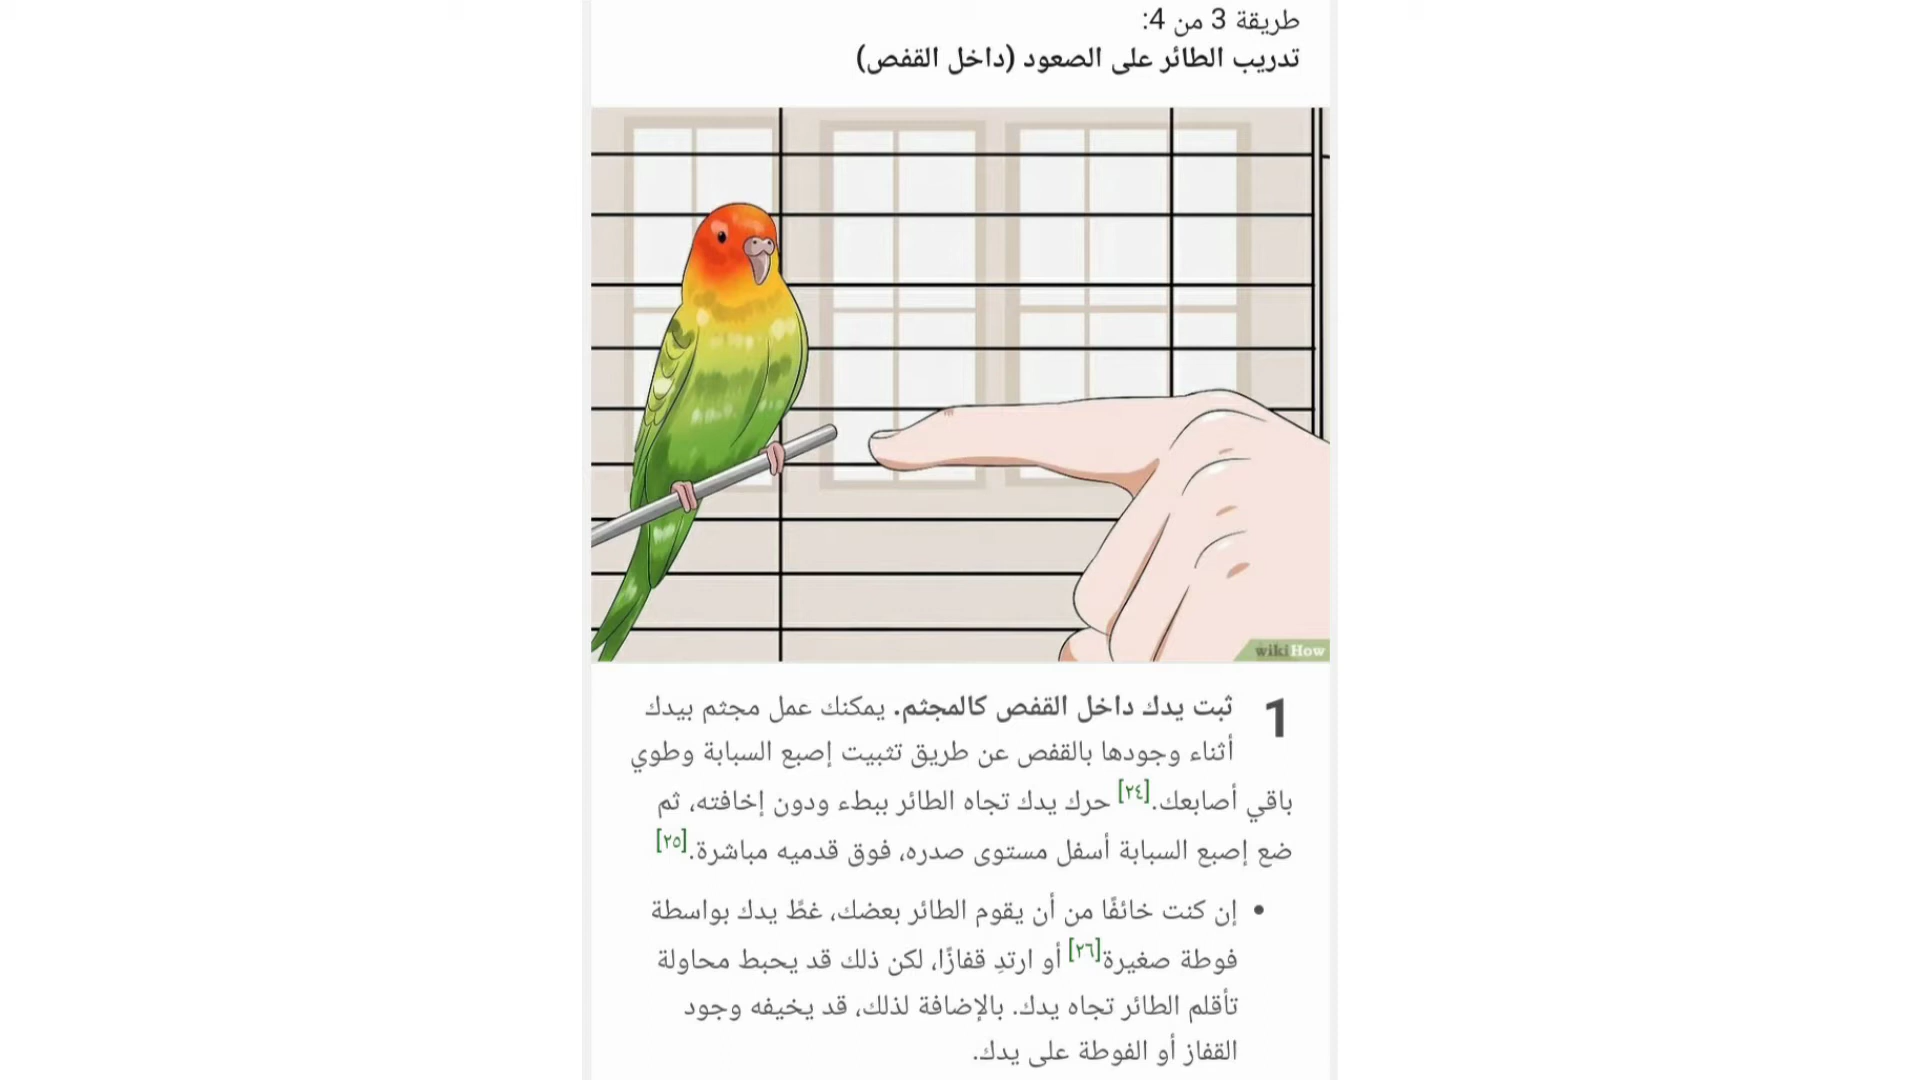 طريقة 3 من 4:
تدريب الطائر على الصعود (داخل القفص)
wikiHow
1 ثبت يدك داخل القفص كالمجثم. يمكنك عمل مجثم بيدك
أثناء وجودها بالقفص عن طريق تثبيت إصبع السبابة وطوي
باقي أصابعك.[٢٤] حرك يدك تجاه الطائر ببطء ودون إخافته، ثم
ضع إصبع السبابة أسفل مستوى صدره، فوق قدميه مباشرة.[٢٥]
• إن كنت خائفًا من أن يقوم الطائر بعضك، غطِّ يدك بواسطة
فوطة صغيرة[٢٦] أو ارتدِ قفازًا، لكن ذلك قد يحبط محاولة
تأقلم الطائر تجاه يدك. بالإضافة لذلك، قد يخيفه وجود
القفاز أو الفوطة على يدك.